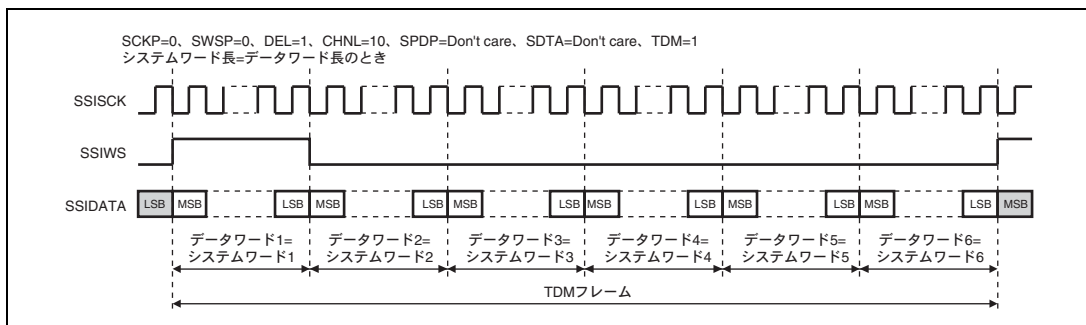 SCKP=0、SWSP=0、DEL=1、CHNL=10、SPDP=Don't care、SDTA=Don't care、TDM=1
システムワード長=データワード長のとき
SSISCK
SSIWS
SSIDATA LSB MSB LSB MSB LSB MSB LSB MSB LSB MSB LSB MSB LSB MSB
データワード1= データワード2= データワード3= データワード4= データワード5= データワード6=
システムワード1 システムワード2 システムワード3 システムワード4 システムワード5 システムワード6
TDMフレーム